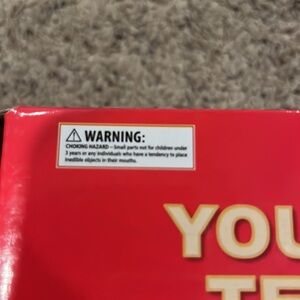 ⚠ WARNING:
CHOKING HAZARD – Small parts not for children under
3 years or any individuals who have a tendency to place
inedible objects in their mouths.
YOU
TE